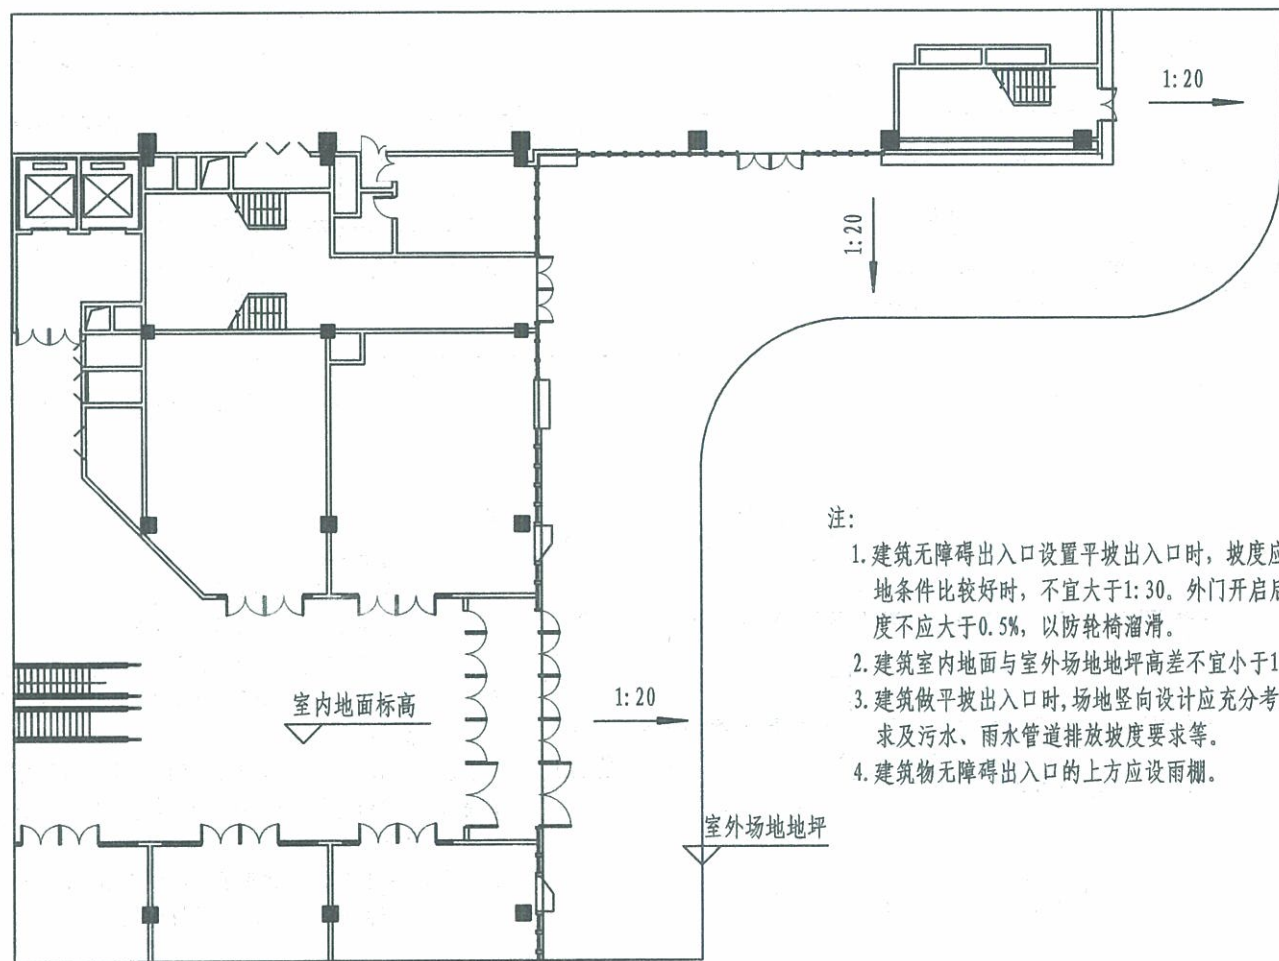 1:20
1:20
注:
1.建筑无障碍出入口设置平坡出入口时,坡度应
地条件比较好时,不宜大于1:30。外门开启后
度不应大于0.5%,以防轮椅溜滑。
2.建筑室内地面与室外场地地坪高差不宜小于1
3.建筑做平坡出入口时,场地竖向设计应充分考
求及污水、雨水管道排放坡度要求等。
4.建筑物无障碍出入口的上方应设雨棚。
室内地面标高
1:20
室外场地地坪